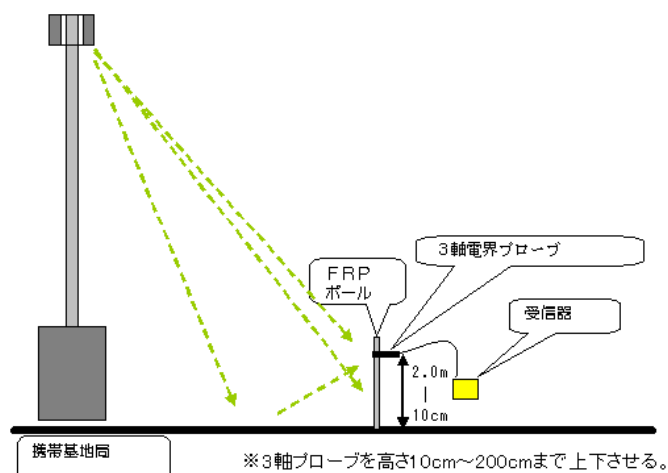 3軸電界プローブ
FRP
ポール
受信器
2.0m
|
10cm
携帯基地局
※3軸プローブを高さ10cm～200cmまで上下させる。